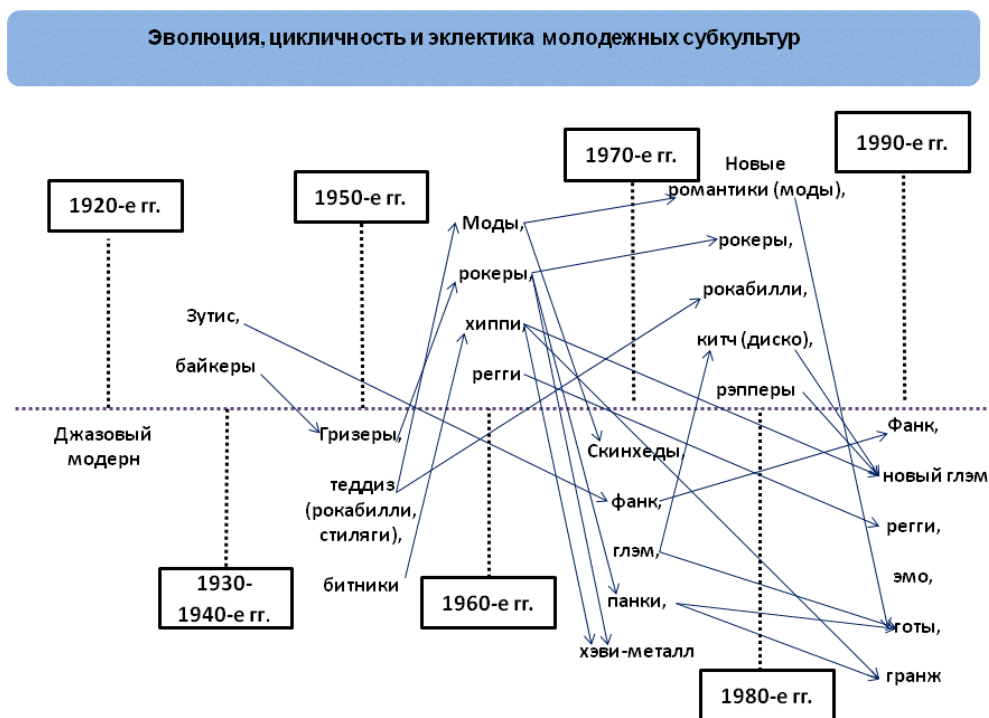 Эволюция, цикличность и эклектика молодежных субкультур
1920-е гг.
1950-е гг.
1970-е гг.
1990-е гг.
Зутис,
байкеры
Моды,
рокеры,
хиппи,
регги
Новые
романтики (моды),
рокеры,
рокабилли,
китч (диско),
рэпперы
Джазовый
модерн
Гризеры,
теддиз
(рокабилли,
стиляги),
битники
Скинхеды,
фанк,
глэм,
панки,
хэви-металл
Фанк,
новый глэм
регги,
эмо,
готы,
гранж
1930-
1940-е гг.
1960-е гг.
1980-е гг.